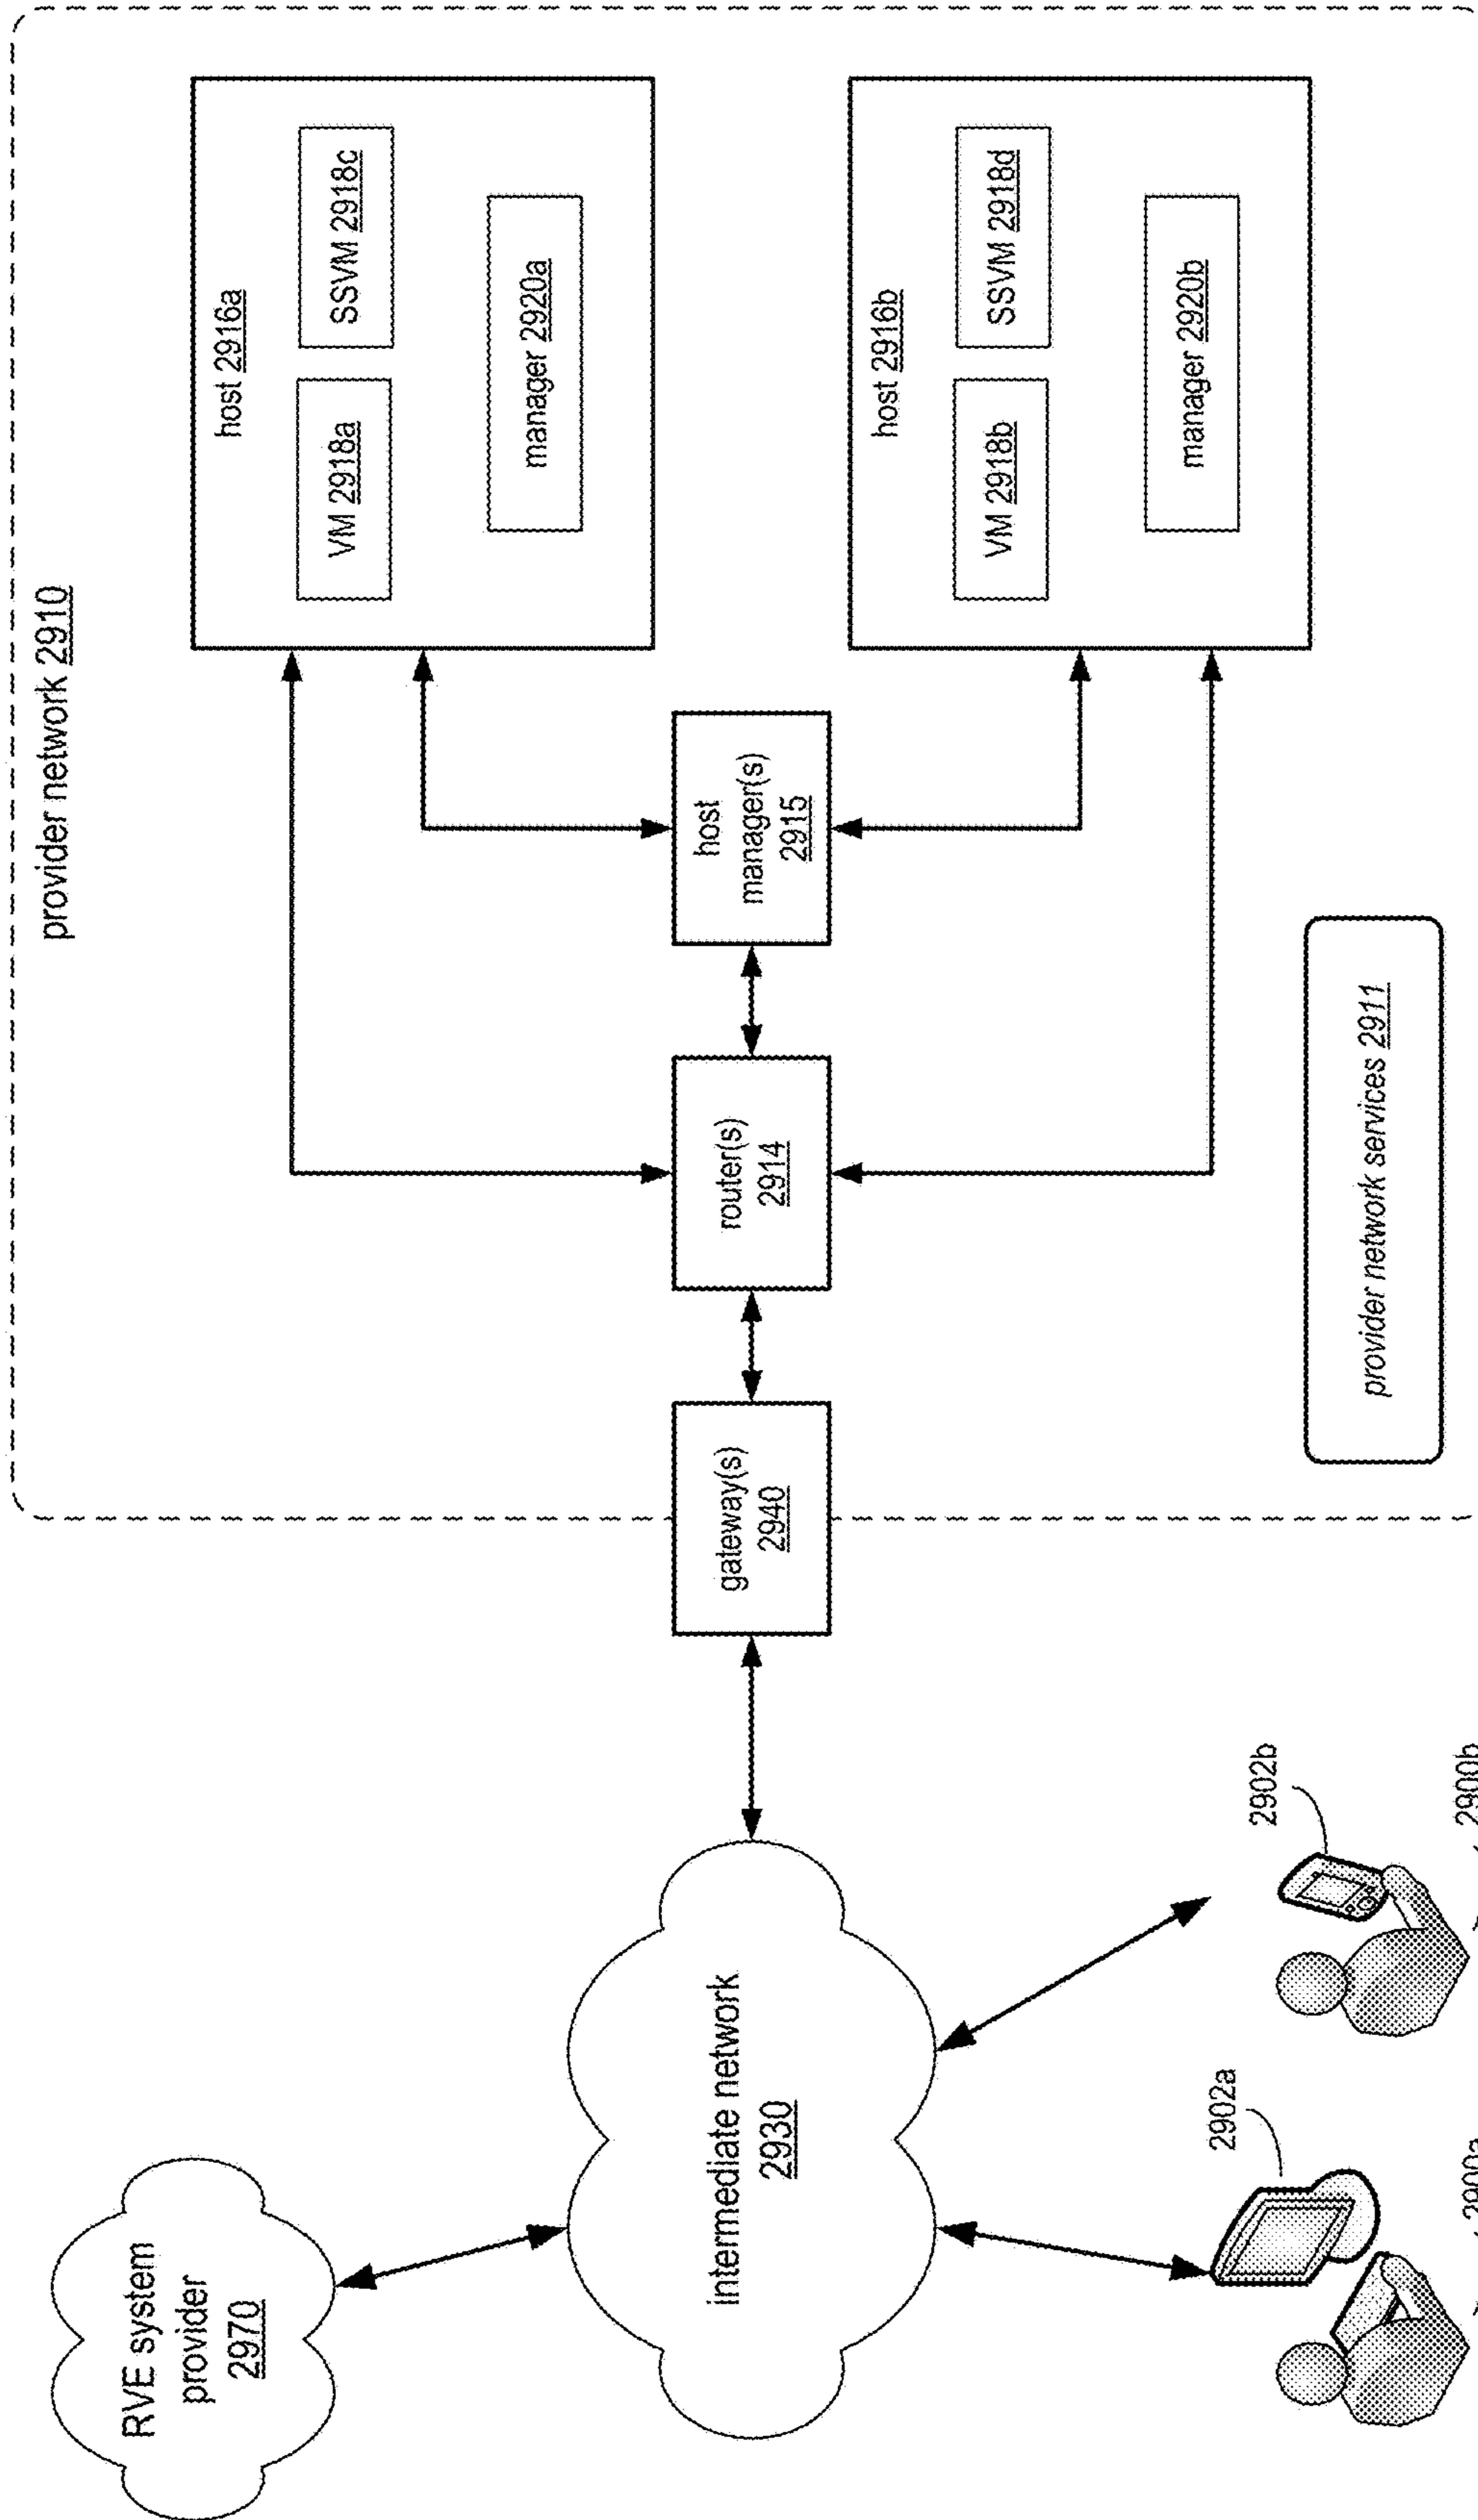 provider network 2910
RVE system
provider
2970
host 2916a
VM 2918a
SSVM 2918c
manager 2920a
intermediate network
2930
gateway(s)
2940
router(s)
2914
host
manager(s)
2915
host 2916b
VM 2918b
SSVM 2918d
manager 2920b
2902a
2902b
provider network services 2911
2900a
2900b